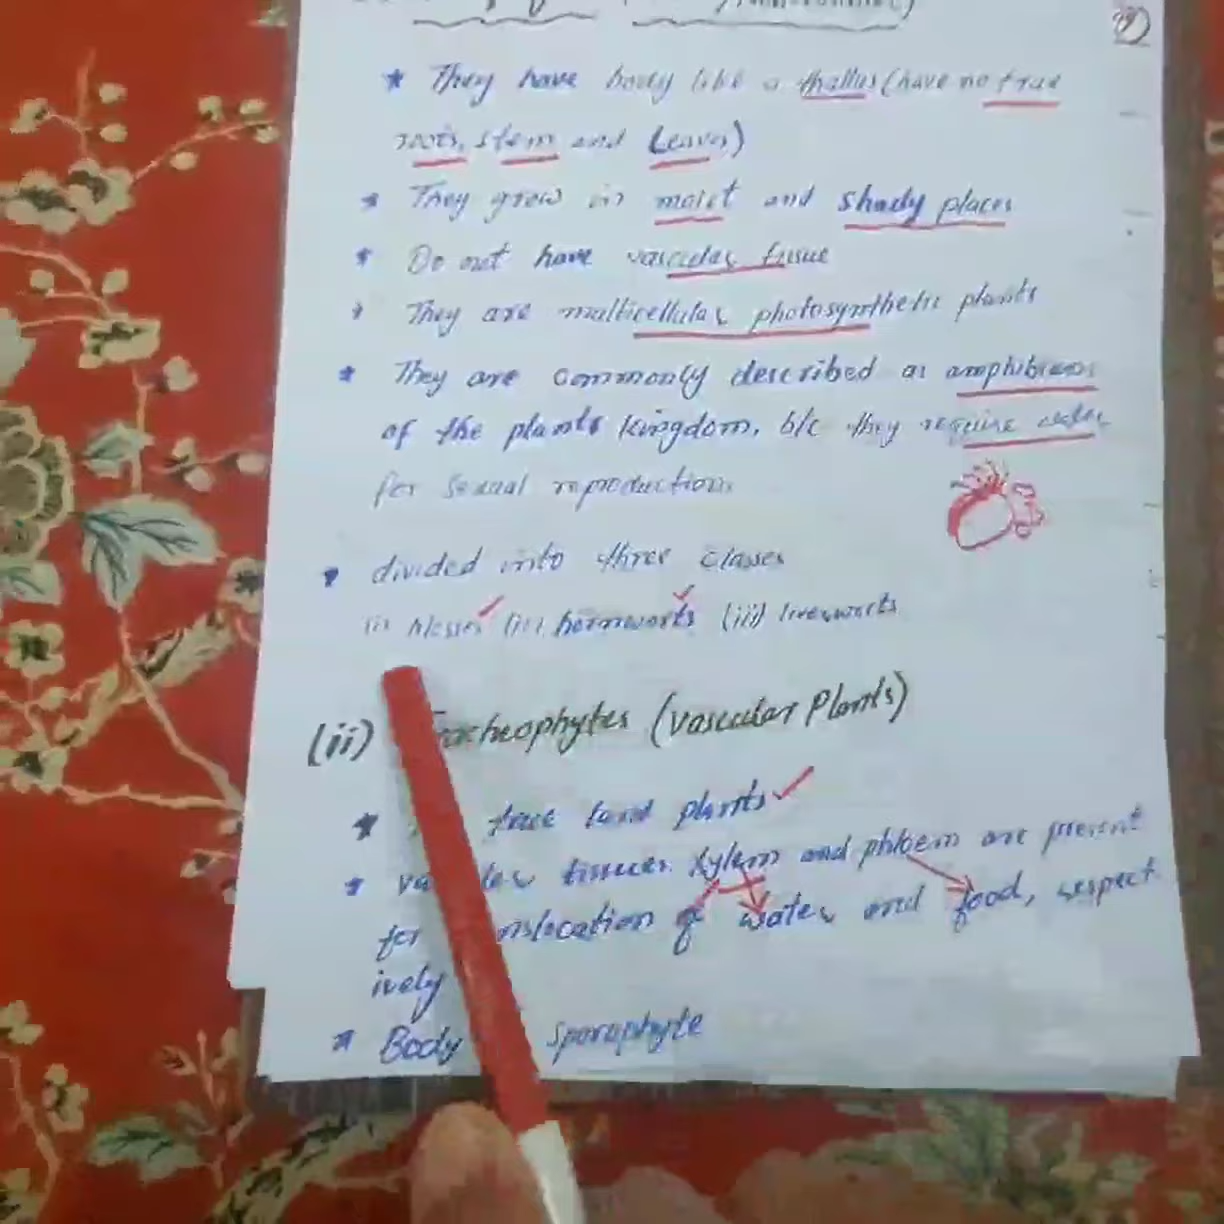 * They have body like a thallus (have no true
roots, stem and leaves)
* They grow in moist and shady places
* Do not have vascular tissue
* They are multicellular photosynthetic plants
* They are commonly described as amphibians
of the plants kingdom, b/c they require water
for sexual reproduction
* divided into three classes
(i) Mosses (ii) hornworts (iii) liverworts
(ii) Tracheophytes (vascular Plants)
* true land plants
* vascular tissues xylem and phloem are present
for translocation of water and food, respect
ively
* Body sporophyte